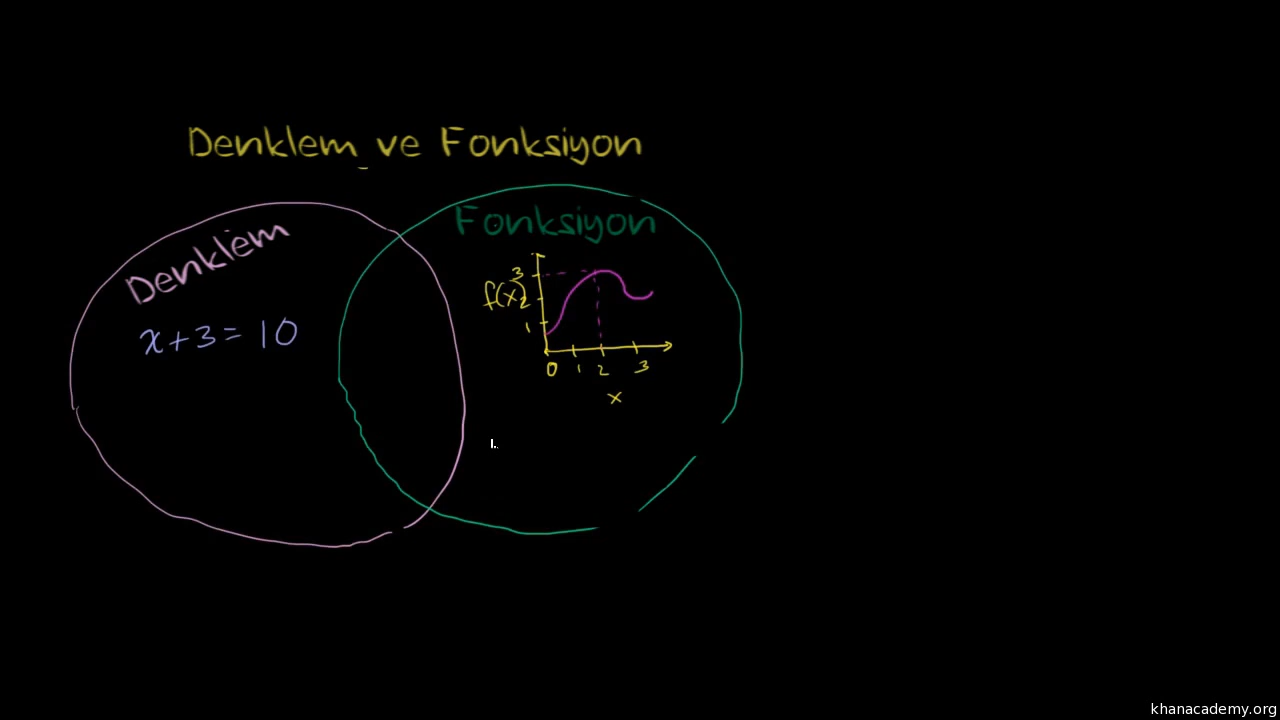 Denklem ve Fonksiyon
Denklem
x+3=10
Fonksiyon
f(x)
3
2
1
0 1 2 3
x
khanacademy.org